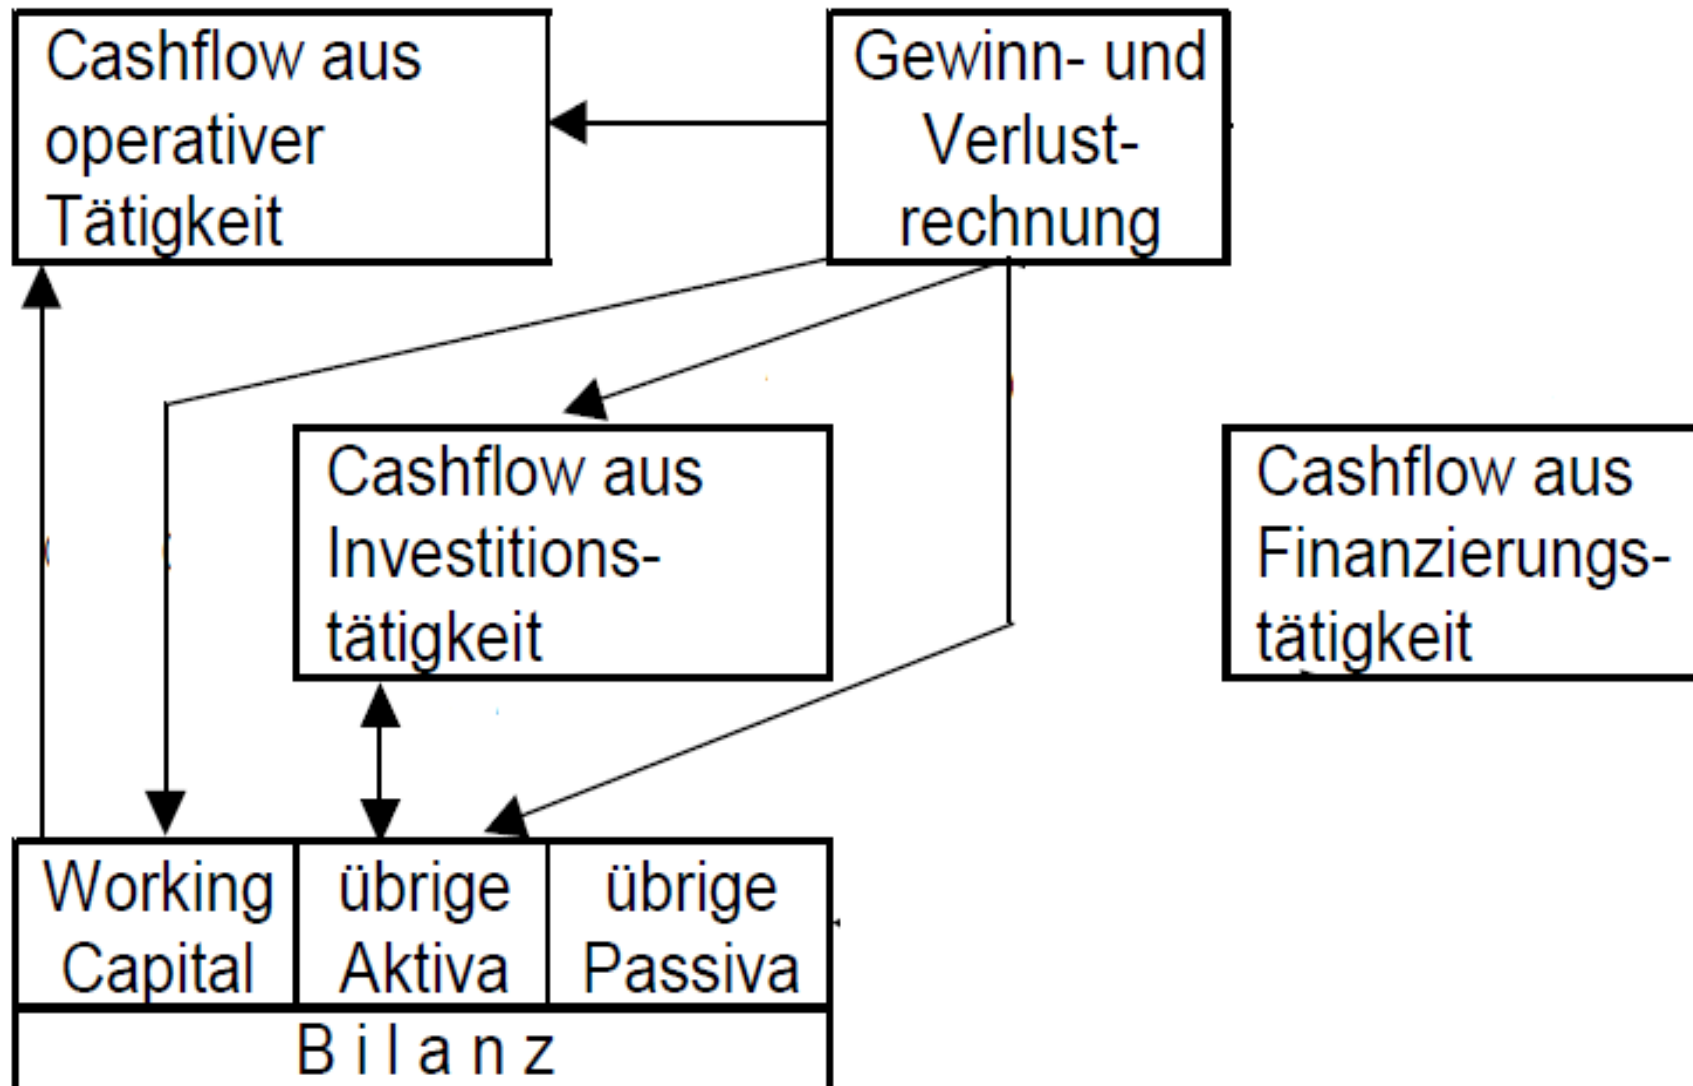 Cashflow aus
operativer
Tätigkeit
Gewinn- und
Verlust-
rechnung
Cashflow aus
Investitions-
tätigkeit
Cashflow aus
Finanzierungs-
tätigkeit
Working
Capital
übrige
Aktiva
übrige
Passiva
Bilanz